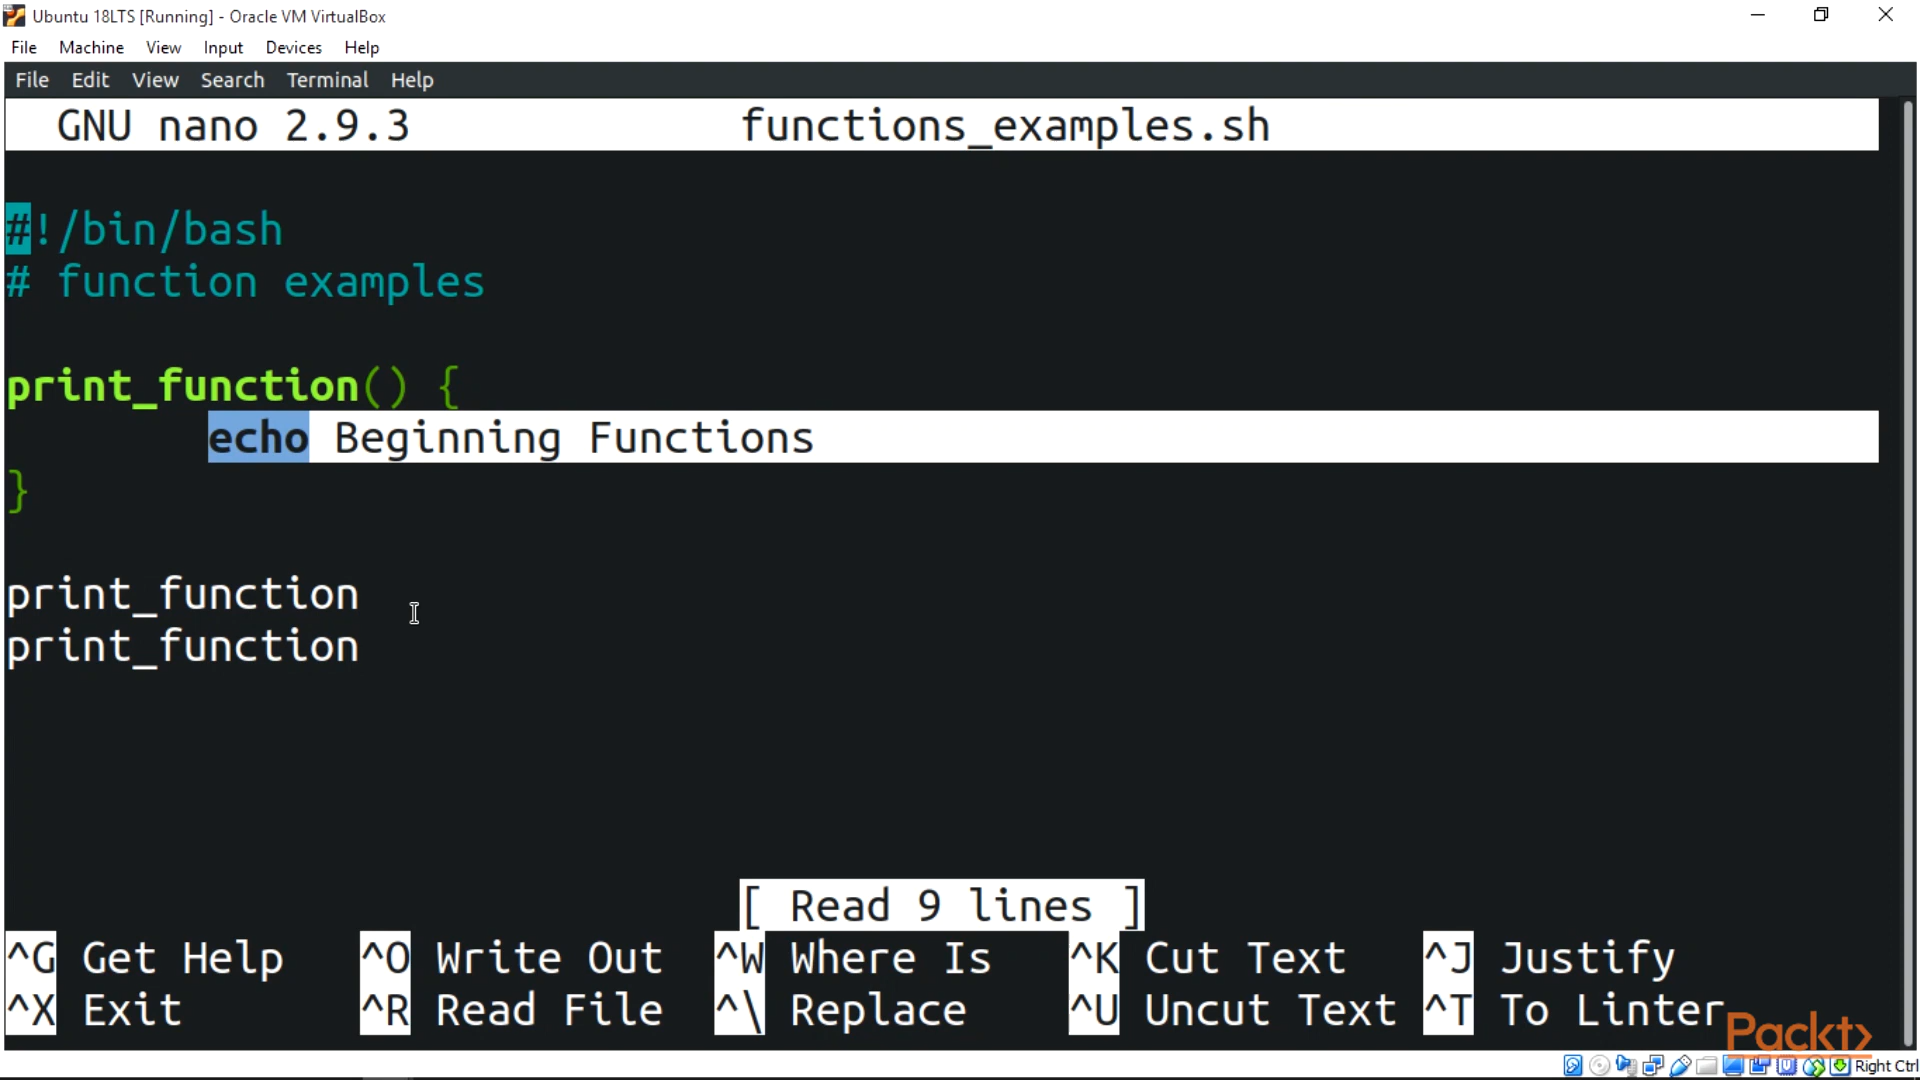 Ubuntu 18LTS [Running] - Oracle VM VirtualBox
File Machine View Input Devices Help
File Edit View Search Terminal Help
GNU nano 2.9.3 functions_examples.sh
#!/bin/bash
# function examples
print_function() {
echo Beginning Functions
}
print_function
print_function
[ Read 9 lines ]
^G Get Help ^O Write Out ^W Where Is ^K Cut Text ^J Justify
^X Exit ^R Read File ^\ Replace ^U Uncut Text ^T To Linter
Packt>
Right Ctrl